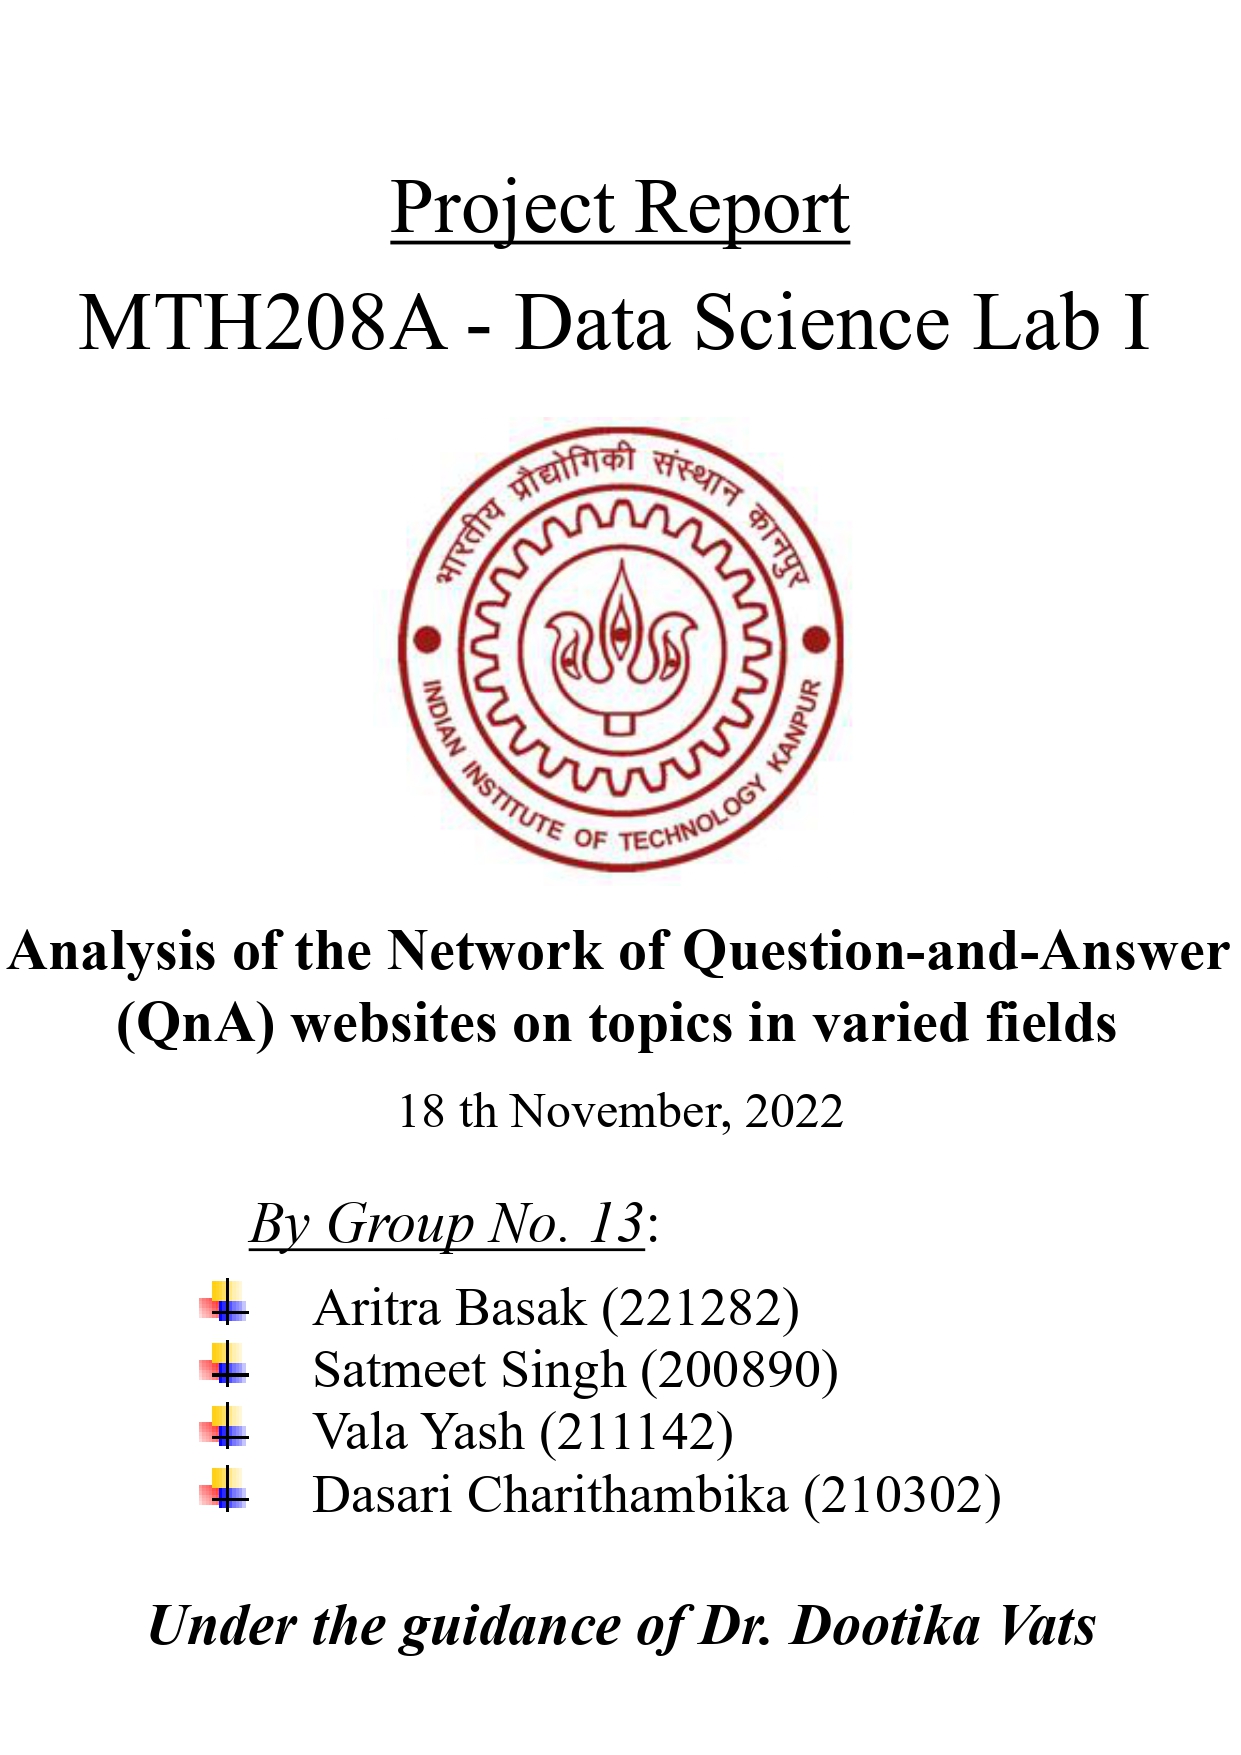 Project Report
MTH208A - Data Science Lab I
भारतीय प्रौद्योगिकी संस्थान कानपुर
INDIAN INSTITUTE OF TECHNOLOGY KANPUR
Analysis of the Network of Question-and-Answer
(QnA) websites on topics in varied fields
18 th November, 2022
By Group No. 13:
Aritra Basak (221282)
Satmeet Singh (200890)
Vala Yash (211142)
Dasari Charithambika (210302)
Under the guidance of Dr. Dootika Vats